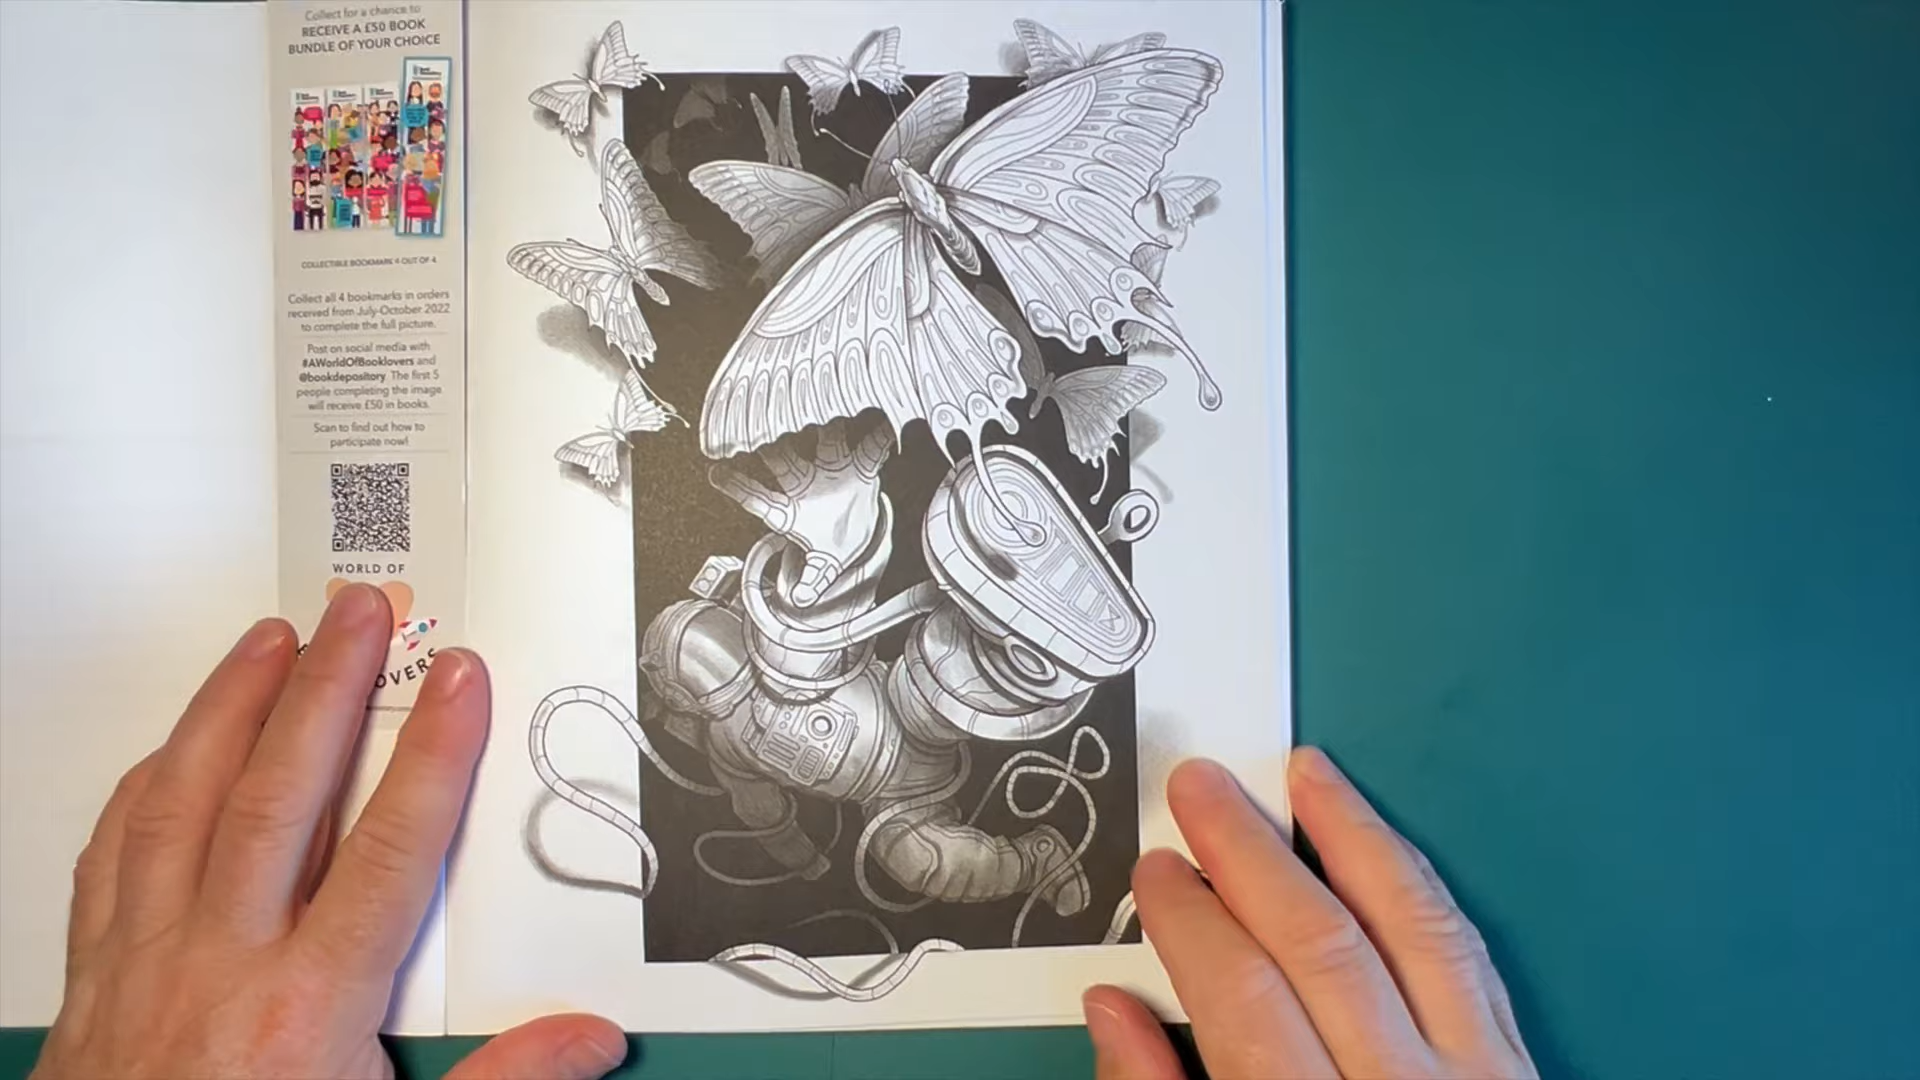 Collect for a chance to
RECEIVE A £50 BOOK
BUNDLE OF YOUR CHOICE
COLLECTIBLE BOOKMARK 4 OUT OF 4
Collect all 4 bookmarks in orders
received from July-October 2022
to complete the full picture.
Post on social media with
#AWorldOfBooklovers and
@bookdepository. The first 5
people completing the image
will receive £50 in books.
Scan to find out how to
participate now!
WORLD OF
OVERS